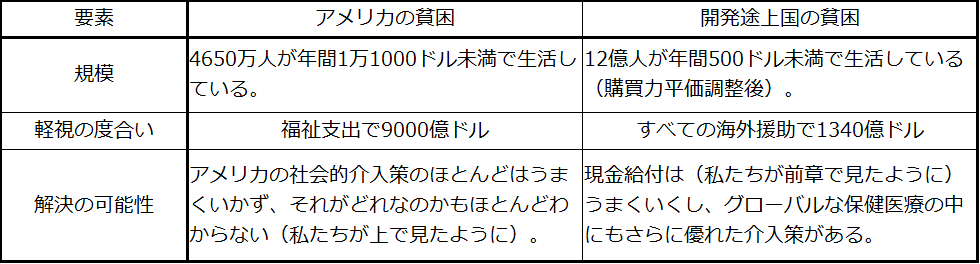 要素
アメリカの貧困
開発途上国の貧困
規模
4650万人が年間1万1000ドル未満で生活し
ている。
12億人が年間500ドル未満で生活している
（購買力平価調整後）。
軽視の度合い
福祉支出で9000億ドル
すべての海外援助で1340億ドル
解決の可能性
アメリカの社会的介入策のほとんどはうま
くいかず、それがどれなのかもほとんどわ
からない（私たちが上で見たように）。
現金給付は（私たちが前章で見たように）
うまくいくし、グローバルな保健医療の中
にもさらに優れた介入策がある。